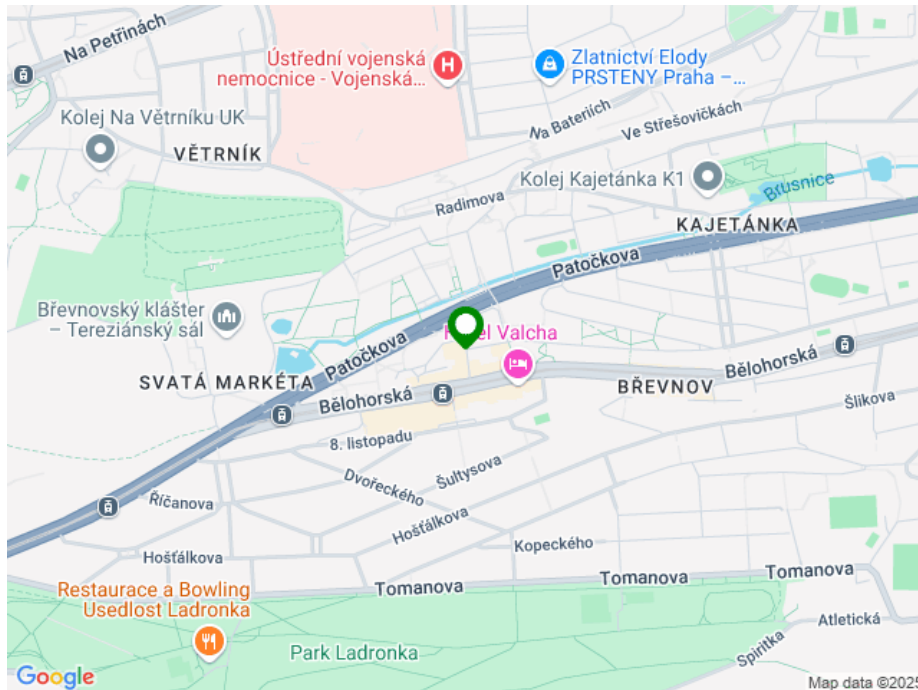 Na Petřinách
Ústřední vojenská
nemocnice - Vojenská...
Zlatnictví Elody
PRSTENY Praha –...
Kolej Na Větrníku UK
VĚTRNÍK
Na Bateriích
Ve Střešovičkách
Kolej Kajetánka K1
Brusnice
Radimova
KAJETÁNKA
Patočkova
Břevnovský klášter
– Tereziánský sál
Patočkova
Valcha
SVATÁ MARKÉTA
Bělohorská
BŘEVNOV
Bělohorská
Šlikova
8. listopadu
Šultysova
Dvořeckého
Říčanova
Hošťálkova
Kopeckého
Hošťálkova
Tomanova
Tomanova
Tomanova
Restaurace a Bowling
Usedlost Ladronka
Atletická
Park Ladronka
Spiritka
Google
Map data ©2025